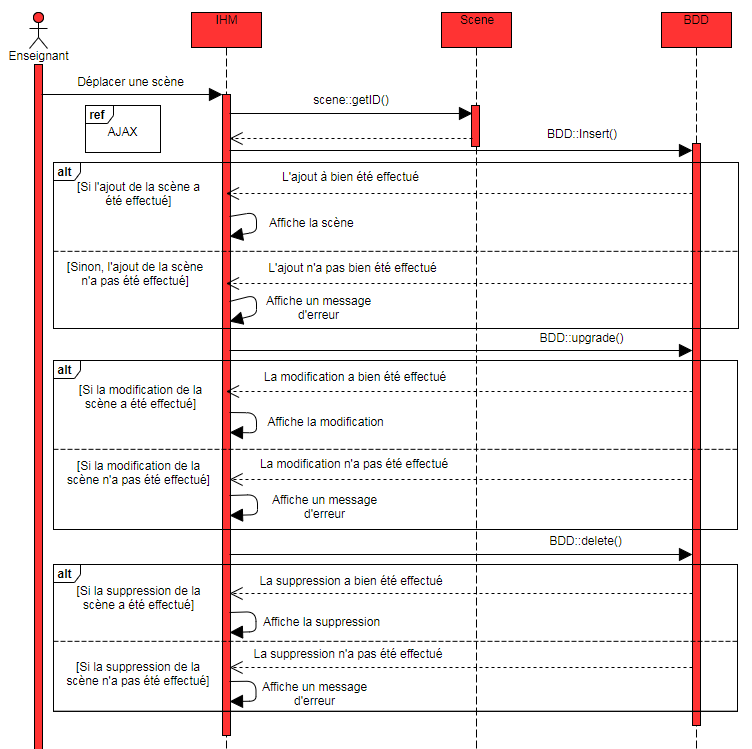 Enseignant
IHM
Scene
BDD
Déplacer une scène
ref
AJAX
scene::getID()
BDD::Insert()
alt
[Si l'ajout de la scène a
été effectué]
L'ajout à bien été effectué
Affiche la scène
[Sinon, l'ajout de la scène
n'a pas été effectué]
L'ajout n'a pas bien été effectué
Affiche un message
d'erreur
BDD::upgrade()
alt
[Si la modification de la
scène a été effectué]
La modification a bien été effectué
Affiche la modification
[Si la modification de la
scène n'a pas été effectué]
La modification n'a pas été effectué
Affiche un message
d'erreur
BDD::delete()
alt
[Si la suppression de la
scène a été effectué]
La suppression a bien été effectué
Affiche la suppression
[Si la suppression de la
scène n'a pas été effectué]
La suppression n'a pas été effectué
Affiche un message
d'erreur